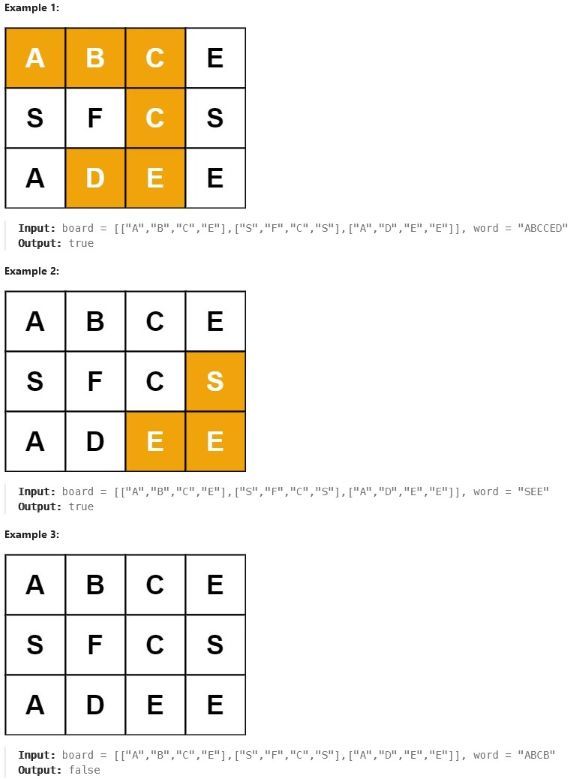 Example 1:
A B C E
S F C S
A D E E
Input: board = [["A","B","C","E"],["S","F","C","S"],["A","D","E","E"]], word = "ABCCED"
Output: true
Example 2:
A B C E
S F C S
A D E E
Input: board = [["A","B","C","E"],["S","F","C","S"],["A","D","E","E"]], word = "SEE"
Output: true
Example 3:
A B C E
S F C S
A D E E
Input: board = [["A","B","C","E"],["S","F","C","S"],["A","D","E","E"]], word = "ABCB"
Output: false